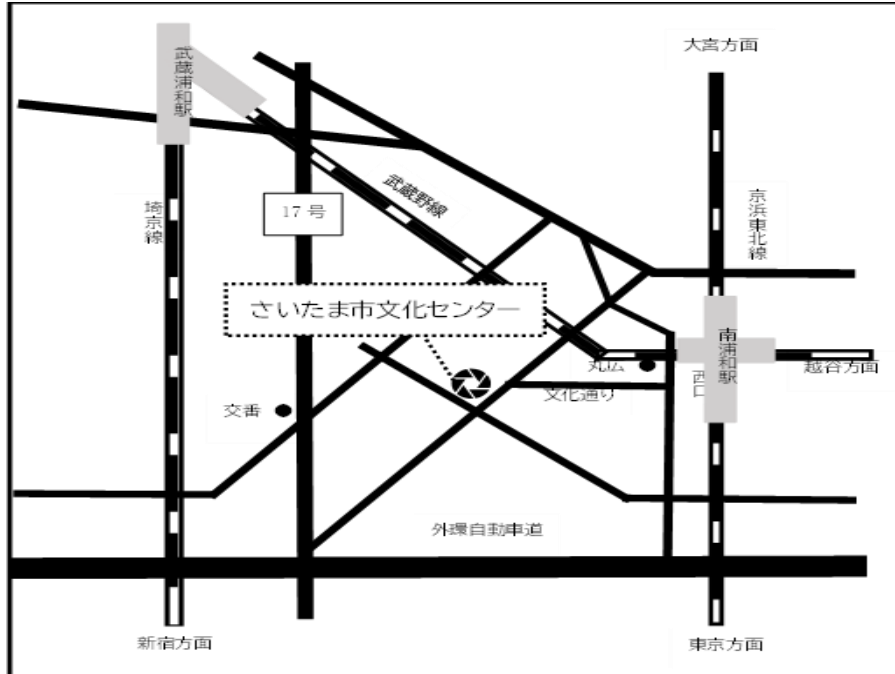 武蔵浦和駅
大宮方面
武蔵野線
京浜東北線
埼京線
17 号
さいたま市文化センター
南浦和駅
丸広
西口
越谷方面
文化通り
交番
外環自動車道
新宿方面
東京方面